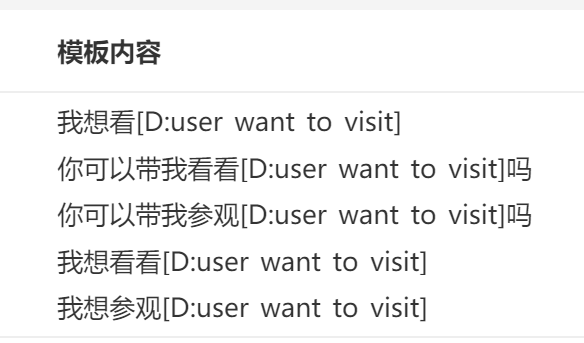 模板内容
我想看[D:user want to visit]
你可以带我看看[D:user want to visit]吗
你可以带我参观[D:user want to visit]吗
我想看看[D:user want to visit]
我想参观[D:user want to visit]